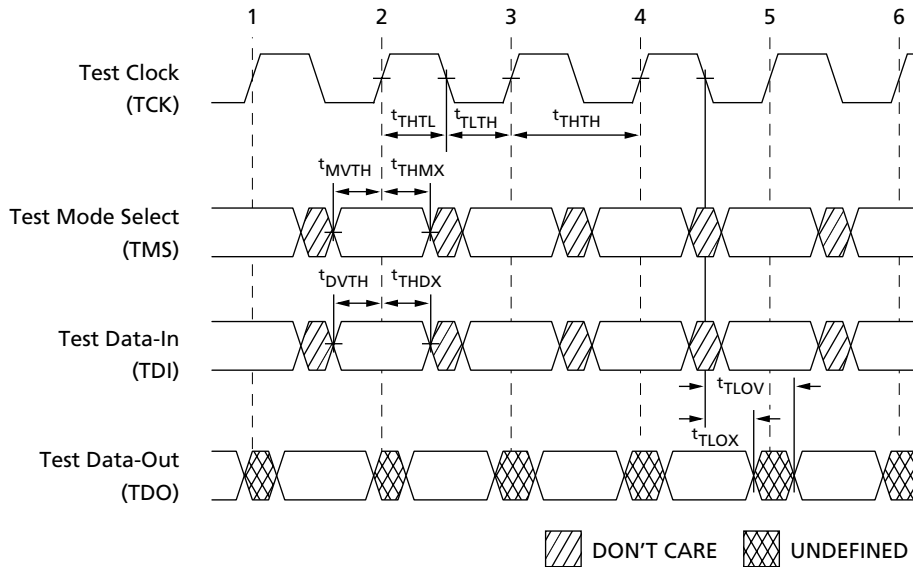 1 2 3 4 5 6
Test Clock
(TCK)
tTHTL tTLTH tTHTH
tMVTH tTHMX
Test Mode Select
(TMS)
tDVTH tTHDX
Test Data-In
(TDI)
tTLOV
tTLOX
Test Data-Out
(TDO)
DON'T CARE UNDEFINED